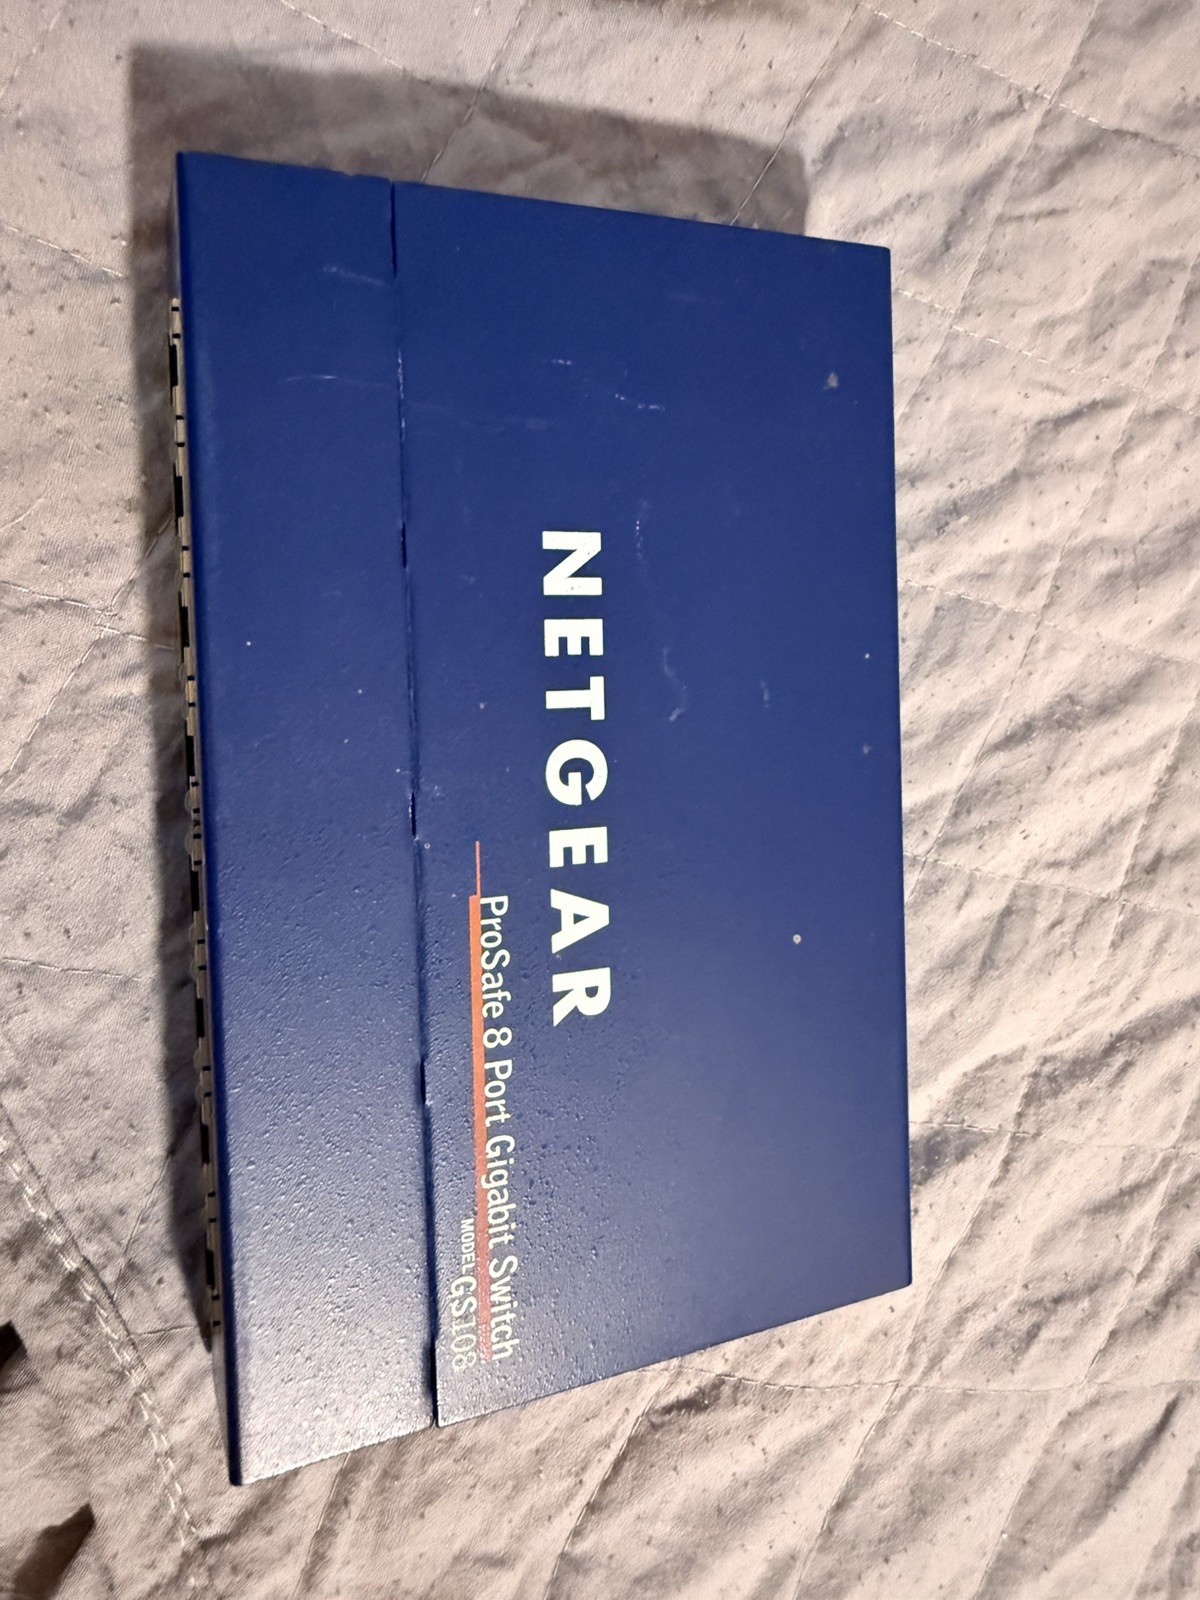 NETGEAR
ProSafe 8 Port Gigabit Switch
MODEL GS108